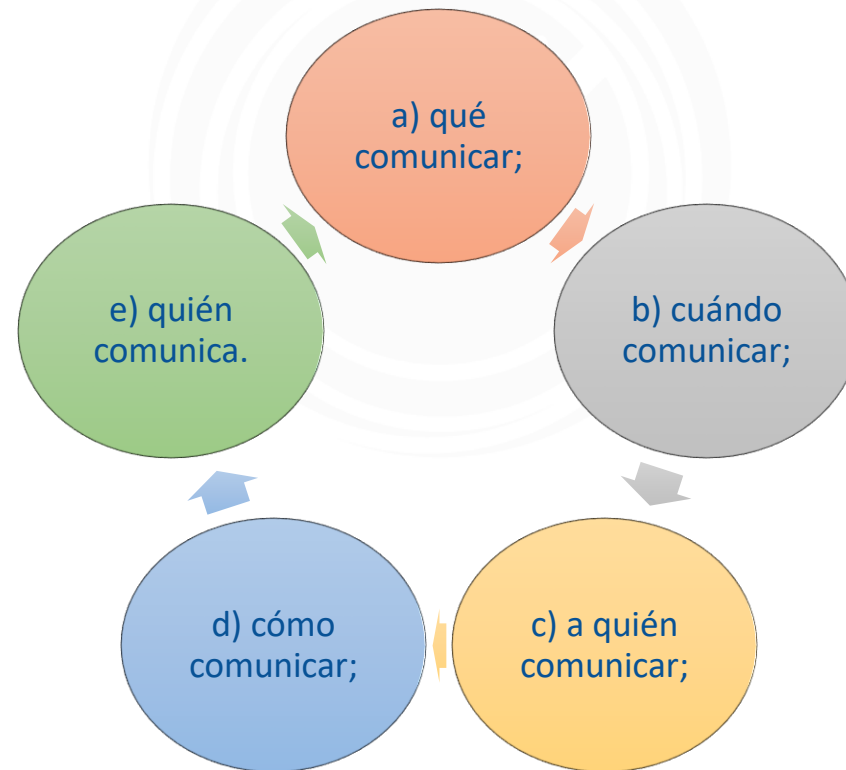 a) qué
comunicar;
b) cuándo
comunicar;
c) a quién
comunicar;
d) cómo
comunicar;
e) quién
comunica.